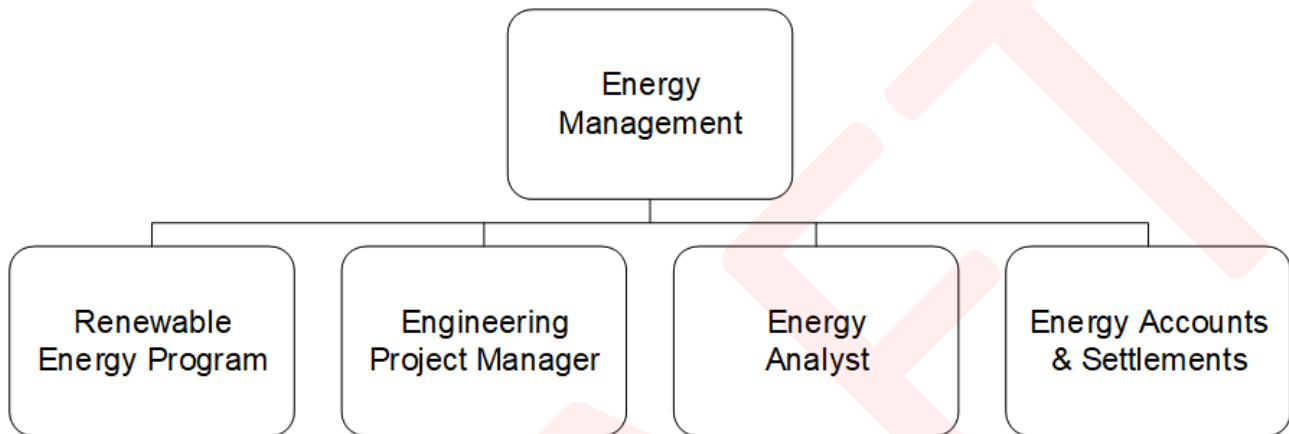 Energy
Management
Renewable
Energy Program
Engineering
Project Manager
Energy
Analyst
Energy Accounts
& Settlements